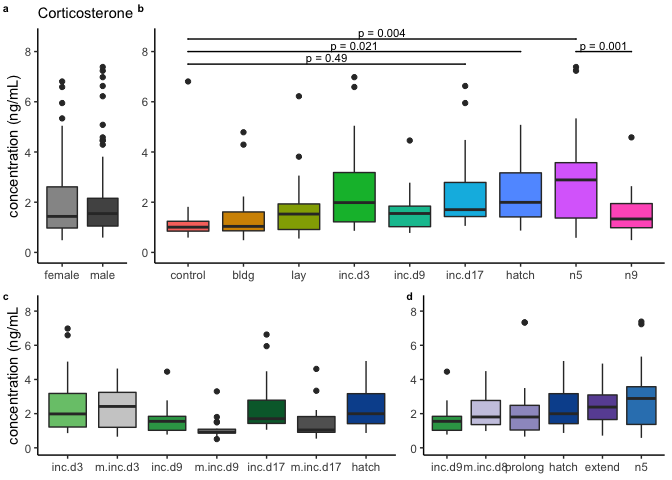 a
Corticosterone
b
concentration (ng/mL)
8
6
4
2
0
female
male
8
6
4
2
0
p = 0.004
p = 0.021
p = 0.49
p = 0.001
control
bldg
lay
inc.d3
inc.d9
inc.d17
hatch
n5
n9
c
concentration (ng/mL
8
6
4
2
0
inc.d3
m.inc.d3
inc.d9
m.inc.d9
inc.d17
m.inc.d17
hatch
d
8
6
4
2
0
inc.d9
m.inc.d8
prolong
hatch
extend
n5